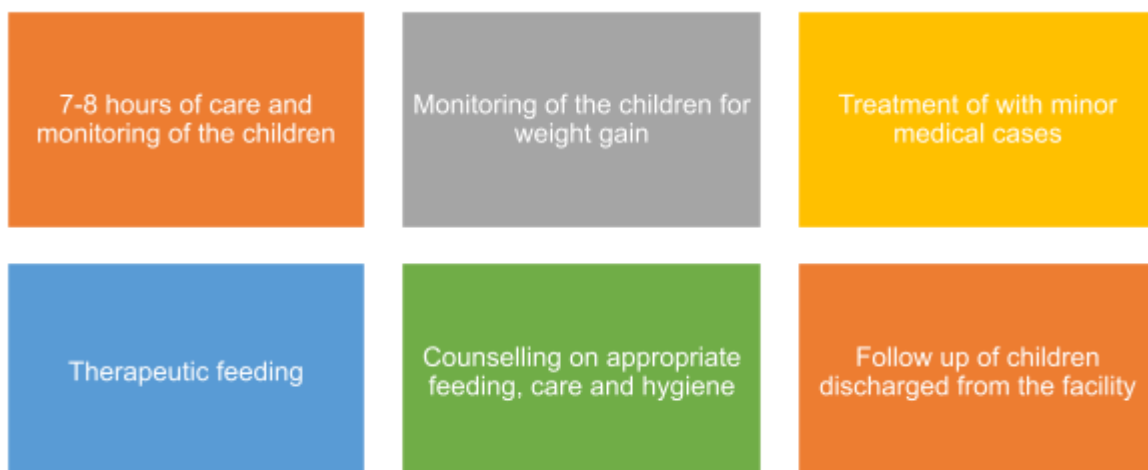 7-8 hours of care and
monitoring of the children
Monitoring of the children for
weight gain
Treatment of with minor
medical cases
Therapeutic feeding
Counselling on appropriate
feeding, care and hygiene
Follow up of children
discharged from the facility